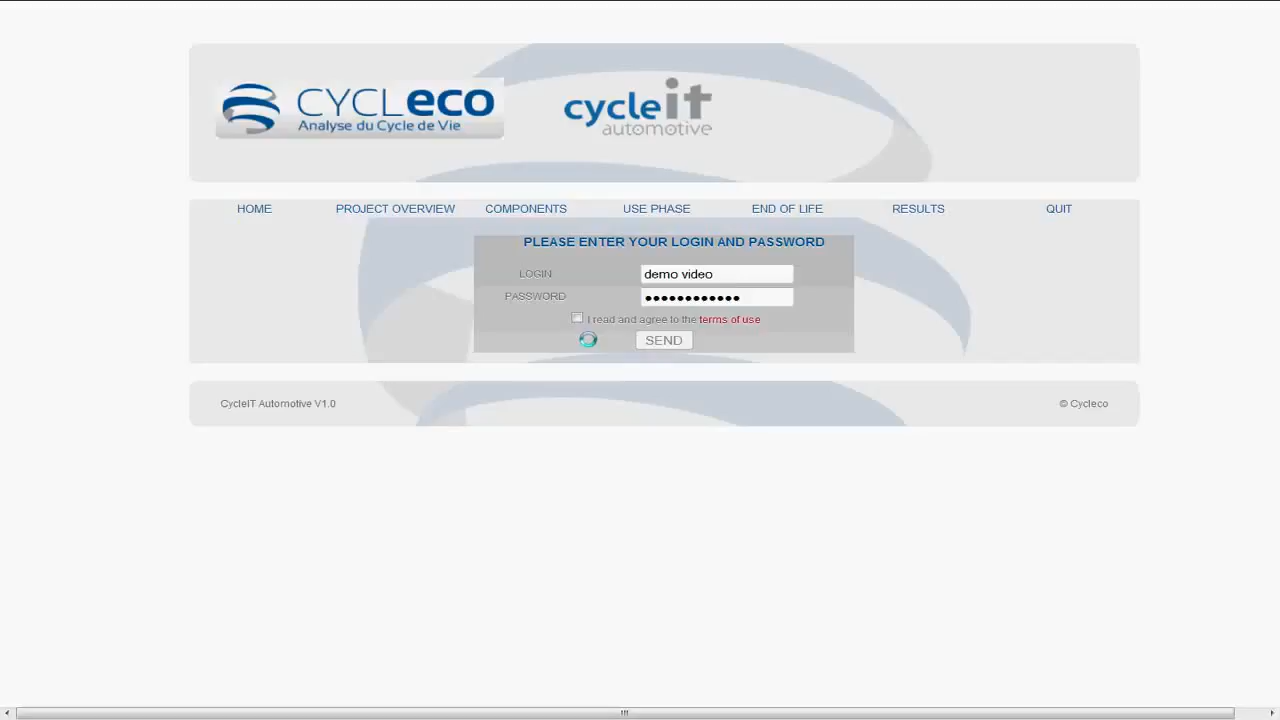 CYCLeco
Analyse du Cycle de Vie
cycleit
automotive
HOME PROJECT OVERVIEW COMPONENTS USE PHASE END OF LIFE RESULTS QUIT
PLEASE ENTER YOUR LOGIN AND PASSWORD
LOGIN demo video
PASSWORD ••••••••••••
I read and agree to the terms of use
SEND
CycleIT Automotive V1.0 © Cycleco